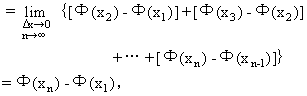 = lim {[Φ(x₂)-Φ(x₁)]+[Φ(x₃)-Φ(x₂)]
Δx→0
n→∞
+···+[Φ(xₙ)-Φ(xₙ₋₁)]}
=Φ(xₙ)-Φ(x₁),